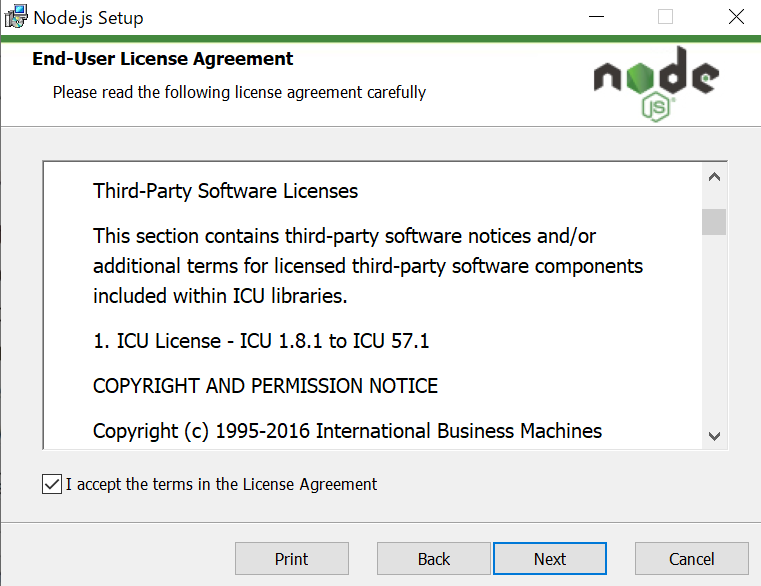 Node.js Setup
End-User License Agreement
Please read the following license agreement carefully
node
JS
Third-Party Software Licenses
This section contains third-party software notices and/or
additional terms for licensed third-party software components
included within ICU libraries.
1. ICU License - ICU 1.8.1 to ICU 57.1
COPYRIGHT AND PERMISSION NOTICE
Copyright (c) 1995-2016 International Business Machines
I accept the terms in the License Agreement
Print Back Next Cancel